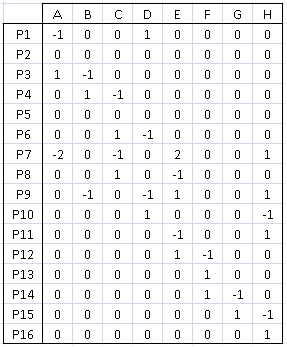 A B C D E F G H
P1 -1 0 0 1 0 0 0 0
P2 0 0 0 0 0 0 0 0
P3 1 -1 0 0 0 0 0 0
P4 0 1 -1 0 0 0 0 0
P5 0 0 0 0 0 0 0 0
P6 0 0 1 -1 0 0 0 0
P7 -2 0 -1 0 2 0 0 1
P8 0 0 1 0 -1 0 0 0
P9 0 -1 0 -1 1 0 0 1
P10 0 0 0 1 0 0 0 -1
P11 0 0 0 0 -1 0 0 1
P12 0 0 0 0 1 -1 0 0
P13 0 0 0 0 0 1 0 0
P14 0 0 0 0 0 1 -1 0
P15 0 0 0 0 0 0 1 -1
P16 0 0 0 0 0 0 0 1